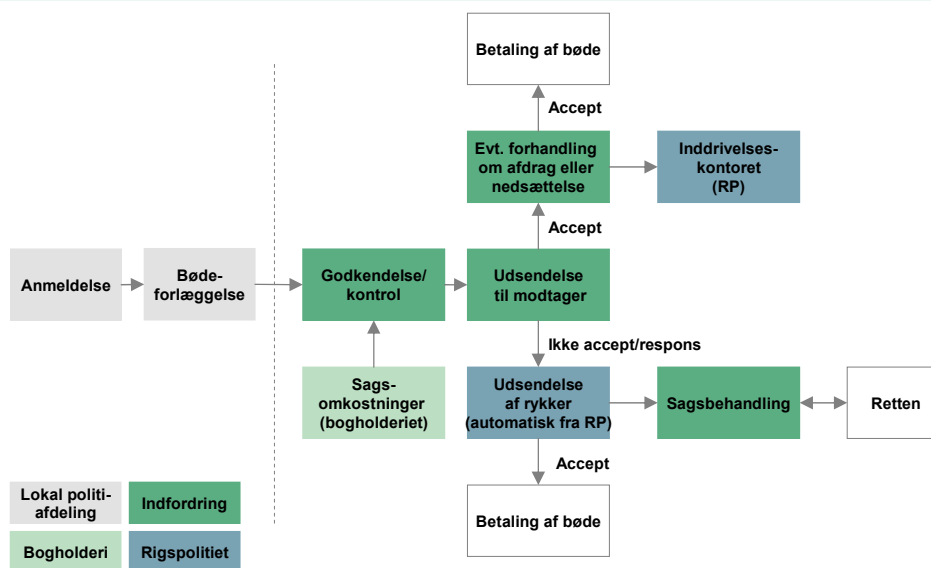 Betaling af bøde
Accept
Evt. forhandling
om afdrag eller
nedsættelse
Inddrivelses-
kontoret
(RP)
Accept
Anmeldelse
Bøde-
forlæggelse
Godkendelse/
kontrol
Udsendelse
til modtager
Ikke accept/respons
Sags-
omkostninger
(bogholderiet)
Udsendelse
af rykker
(automatisk fra RP)
Sagsbehandling
Retten
Accept
Betaling af bøde
Lokal politi-
afdeling
Indfordring
Bogholderi
Rigspolitiet